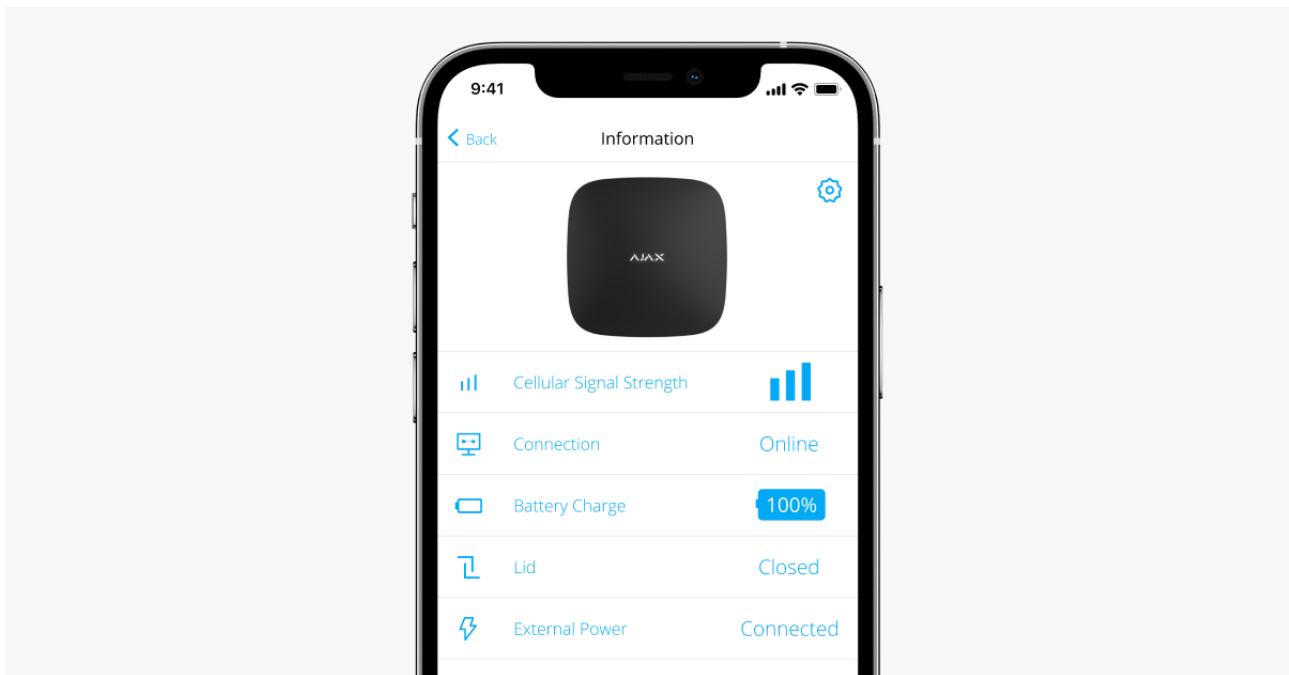 9:41
Back
Information
AJAX
Cellular Signal Strength
Connection Online
Battery Charge 100%
Lid Closed
External Power Connected